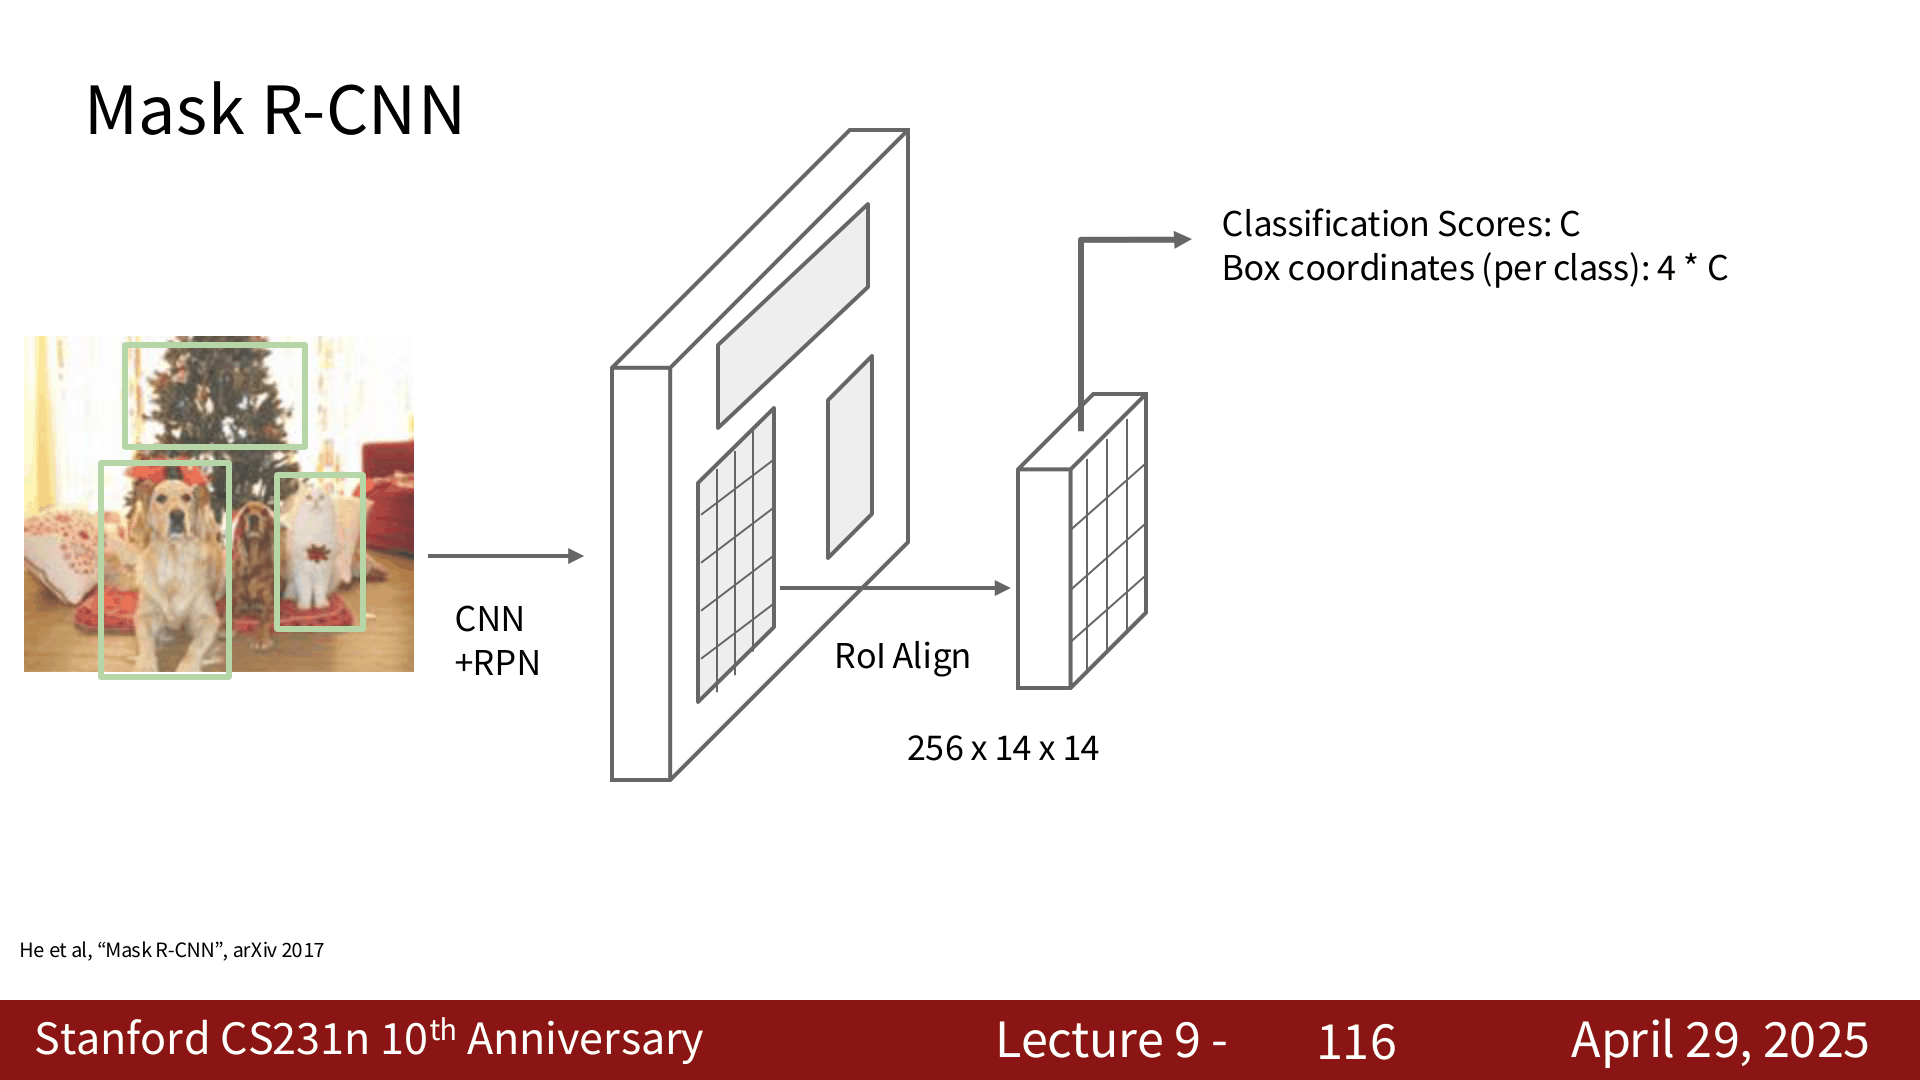 Mask R-CNN
Classification Scores: C
Box coordinates (per class): 4 * C
CNN
+RPN
RoI Align
256 x 14 x 14
He et al, “Mask R-CNN”, arXiv 2017
Stanford CS231n 10th Anniversary
Lecture 9 - 116
April 29, 2025